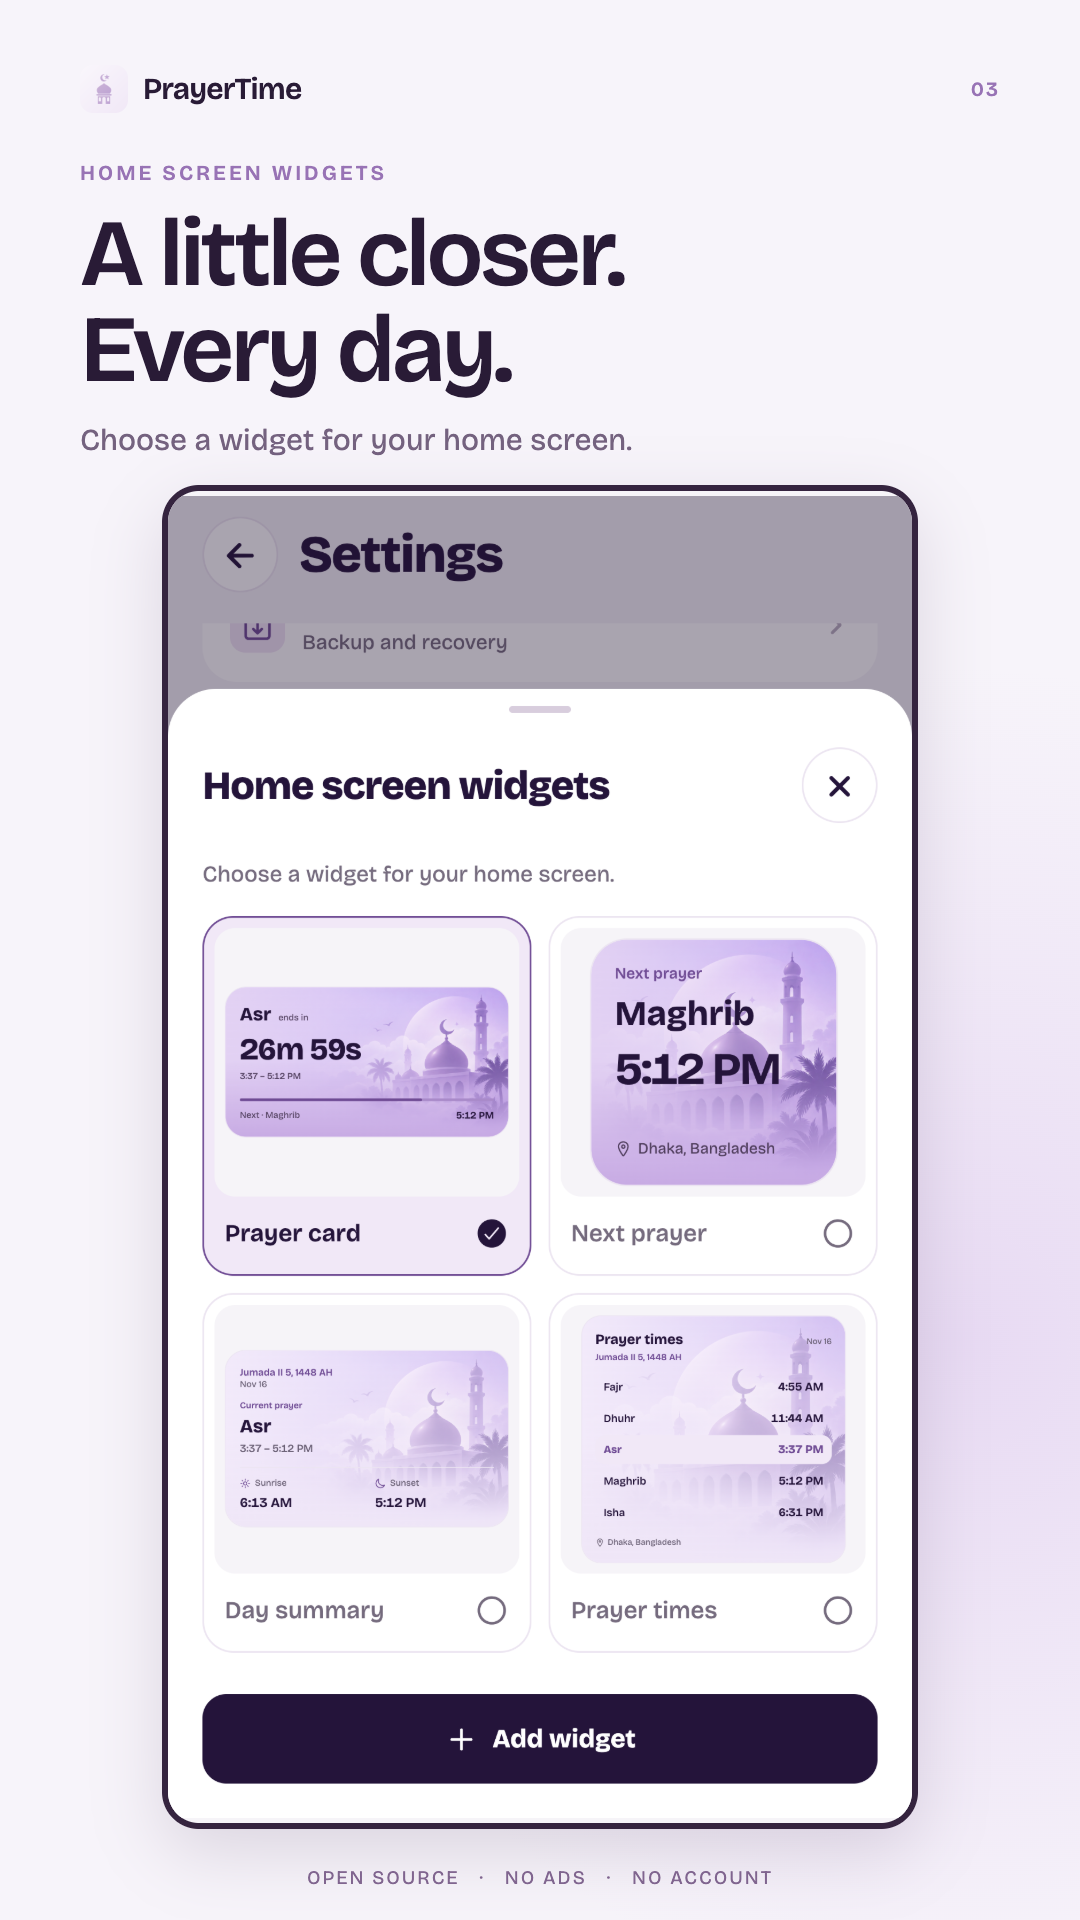 PrayerTime
03
HOME SCREEN WIDGETS
A little closer.
Every day.
Choose a widget for your home screen.
Settings
Backup and recovery
Home screen widgets
Choose a widget for your home screen.
Asr ends in
26m 59s
3:37 – 5:12 PM
Next · Maghrib 5:12 PM
Prayer card
Next prayer
Maghrib
5:12 PM
Dhaka, Bangladesh
Next prayer
Jumada II 5, 1448 AH
Nov 16
Current prayer
Asr
3:37 – 5:12 PM
Sunrise Sunset
6:13 AM 5:12 PM
Day summary
Prayer times Nov 16
Jumada II 5, 1448 AH
Fajr 4:55 AM
Dhuhr 11:44 AM
Asr 3:37 PM
Maghrib 5:12 PM
Isha 6:31 PM
Dhaka, Bangladesh
Prayer times
Add widget
OPEN SOURCE · NO ADS · NO ACCOUNT